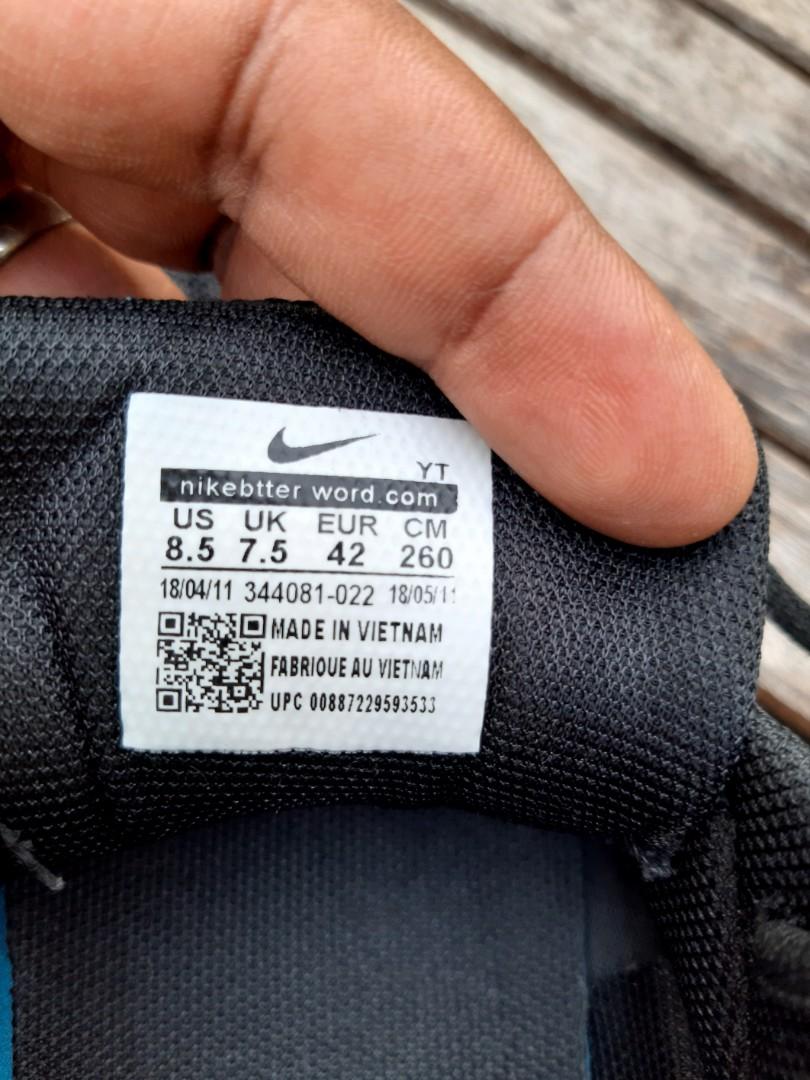 YT
nikebtter word.com
US UK EUR CM
8.5 7.5 42 260
18/04/11 344081-022 18/05/11
MADE IN VIETNAM
FABRIOUE AU VIETNAM
UPC 00887229593533